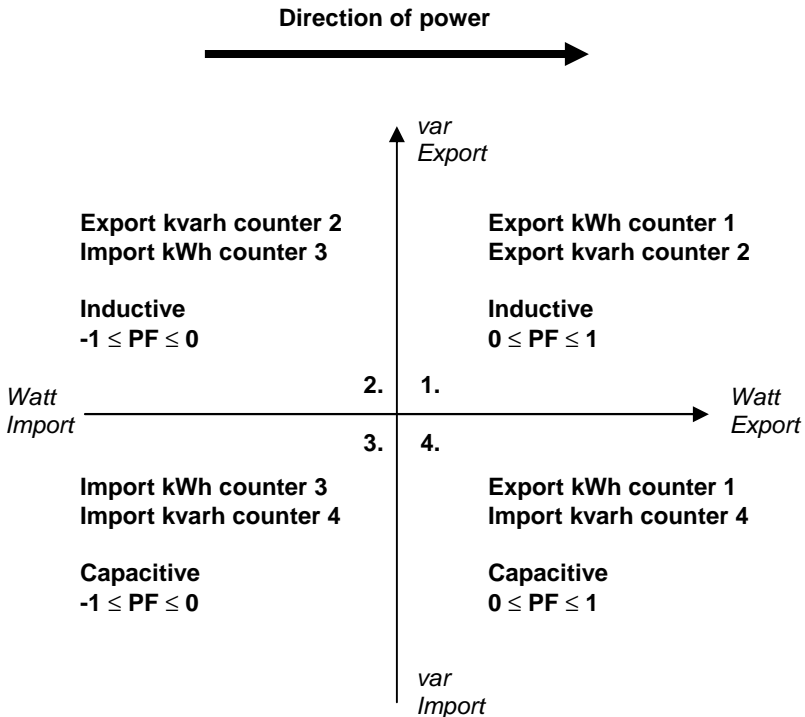 Direction of power
var
Export
Export kvarh counter 2
Import kWh counter 3
Inductive
-1 ≤ PF ≤ 0
Export kWh counter 1
Export kvarh counter 2
Inductive
0 ≤ PF ≤ 1
2.
1.
Watt
Import
Watt
Export
3.
4.
Import kWh counter 3
Import kvarh counter 4
Capacitive
-1 ≤ PF ≤ 0
Export kWh counter 1
Import kvarh counter 4
Capacitive
0 ≤ PF ≤ 1
var
Import